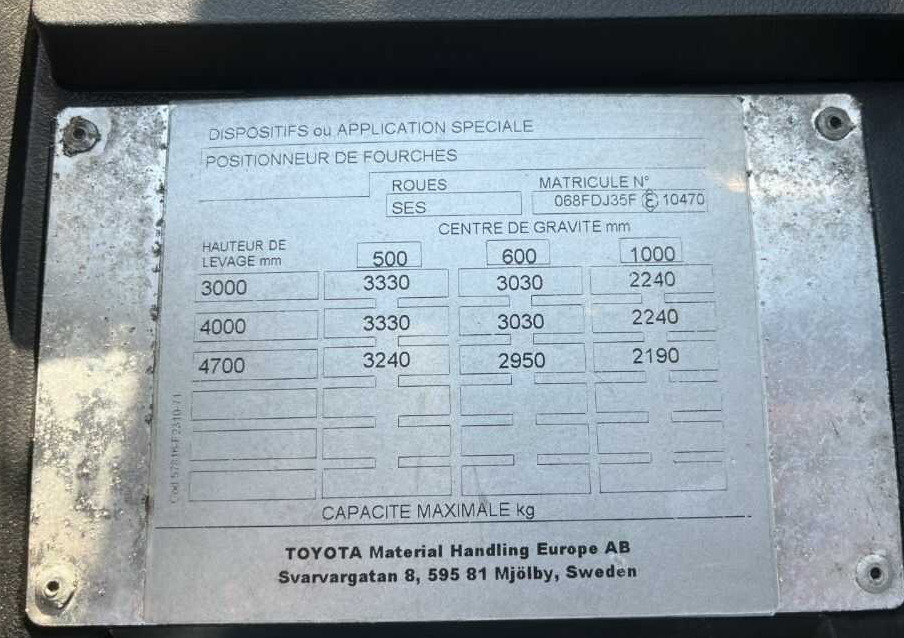 DISPOSITIFS ou APPLICATION SPECIALE
POSITIONNEUR DE FOURCHES
ROUES MATRICULE N°
SES 068FDJ35F Ⓔ 10470
CENTRE DE GRAVITE mm
HAUTEUR DE
LEVAGE mm 500 600 1000
3000 3330 3030 2240
4000 3330 3030 2240
4700 3240 2950 2190
CAPACITE MAXIMALE kg
TOYOTA Material Handling Europe AB
Svarvargatan 8, 595 81 Mjölby, Sweden